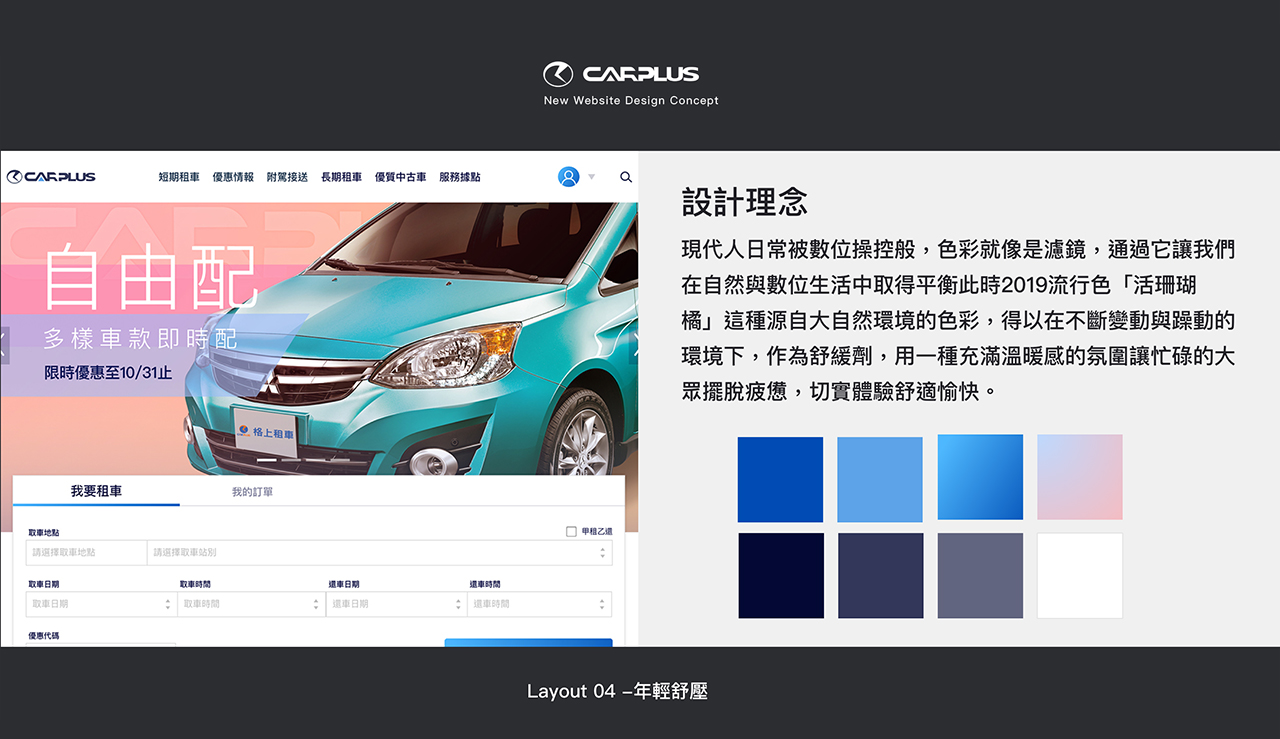 CARPLUS
New Website Design Concept
CARPLUS
短期租車 優惠情報 附駕接送 長期租車 優質中古車 服務據點
CARPLUS
自由配
多樣車款即時配
限時優惠至10/31止
格上租車
我要租車 我的訂單
取車地點 甲租乙還
請選擇取車地點 請選擇取車站別
取車日期 取車時間 還車日期 還車時間
取車日期 取車時間 還車日期 還車時間
優惠代碼
設計理念
現代人日常被數位操控般，色彩就像是濾鏡，通過它讓我們
在自然與數位生活中取得平衡此時2019流行色「活珊瑚
橘」這種源自大自然環境的色彩，得以在不斷變動與躁動的
環境下，作為舒緩劑，用一種充滿溫暖感的氛圍讓忙碌的大
眾擺脫疲憊，切實體驗舒適愉快。
Layout 04 –年輕舒壓